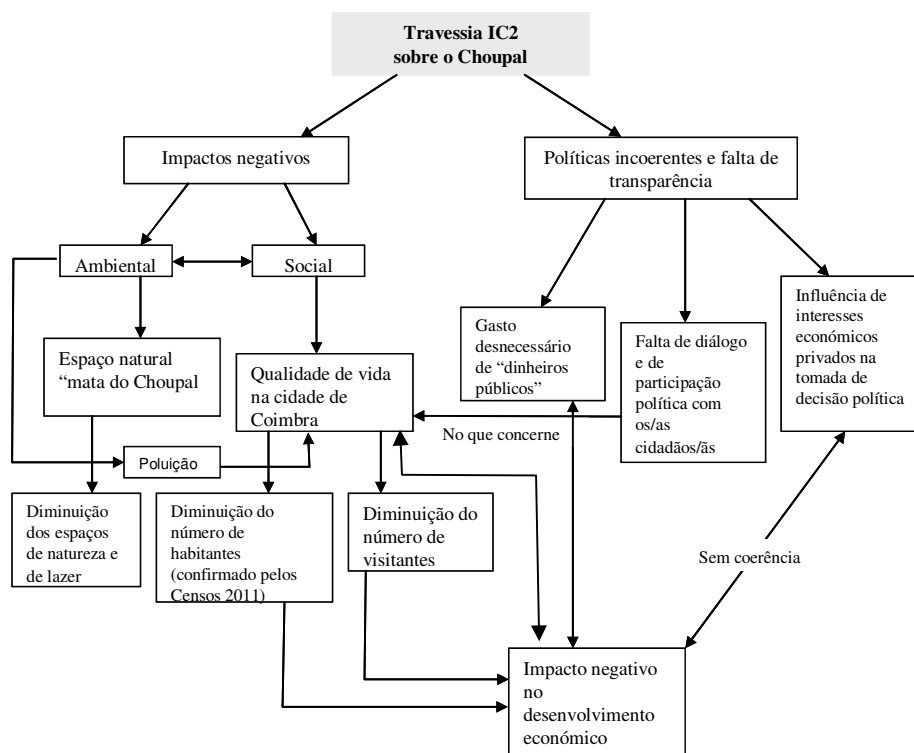 Travessia IC2
sobre o Choupal
Impactos negativos
Políticas incoerentes e falta de
transparência
Ambiental
Social
Espaço natural
“mata do Choupal
Qualidade de vida
na cidade de
Coimbra
Gasto
desnecessário
de “dinheiros
públicos”
Falta de diálogo
e de
participação
política com
os/as
cidadãos/ãs
Influência de
interesses
económicos
privados na
tomada de
decisão política
No que concerne
Poluição
Diminuição
dos espaços
de natureza e
de lazer
Diminuição do
número de
habitantes
(confirmado pelos
Censos 2011)
Diminuição do
número de
visitantes
Sem coerência
Impacto negativo
no
desenvolvimento
económico